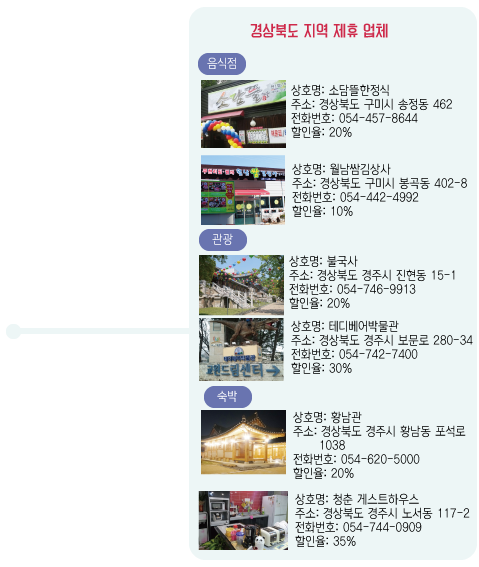 경상북도 지역 제휴 업체
음식점
소담뜰
상호명: 소담뜰한정식
주소: 경상북도 구미시 송정동 462
전화번호: 054-457-8644
할인율: 20%
상호명: 월남쌈김상사
주소: 경상북도 구미시 봉곡동 402-8
전화번호: 054-442-4992
할인율: 10%
관광
상호명: 불국사
주소: 경상북도 경주시 진현동 15-1
전화번호: 054-746-9913
할인율: 20%
상호명: 테디베어박물관
주소: 경상북도 경주시 보문로 280-34
전화번호: 054-742-7400
할인율: 30%
드림센터
숙박
상호명: 황남관
주소: 경상북도 경주시 황남동 포석로
1038
전화번호: 054-620-5000
할인율: 20%
상호명: 청춘 게스트하우스
주소: 경상북도 경주시 노서동 117-2
전화번호: 054-744-0909
할인율: 35%